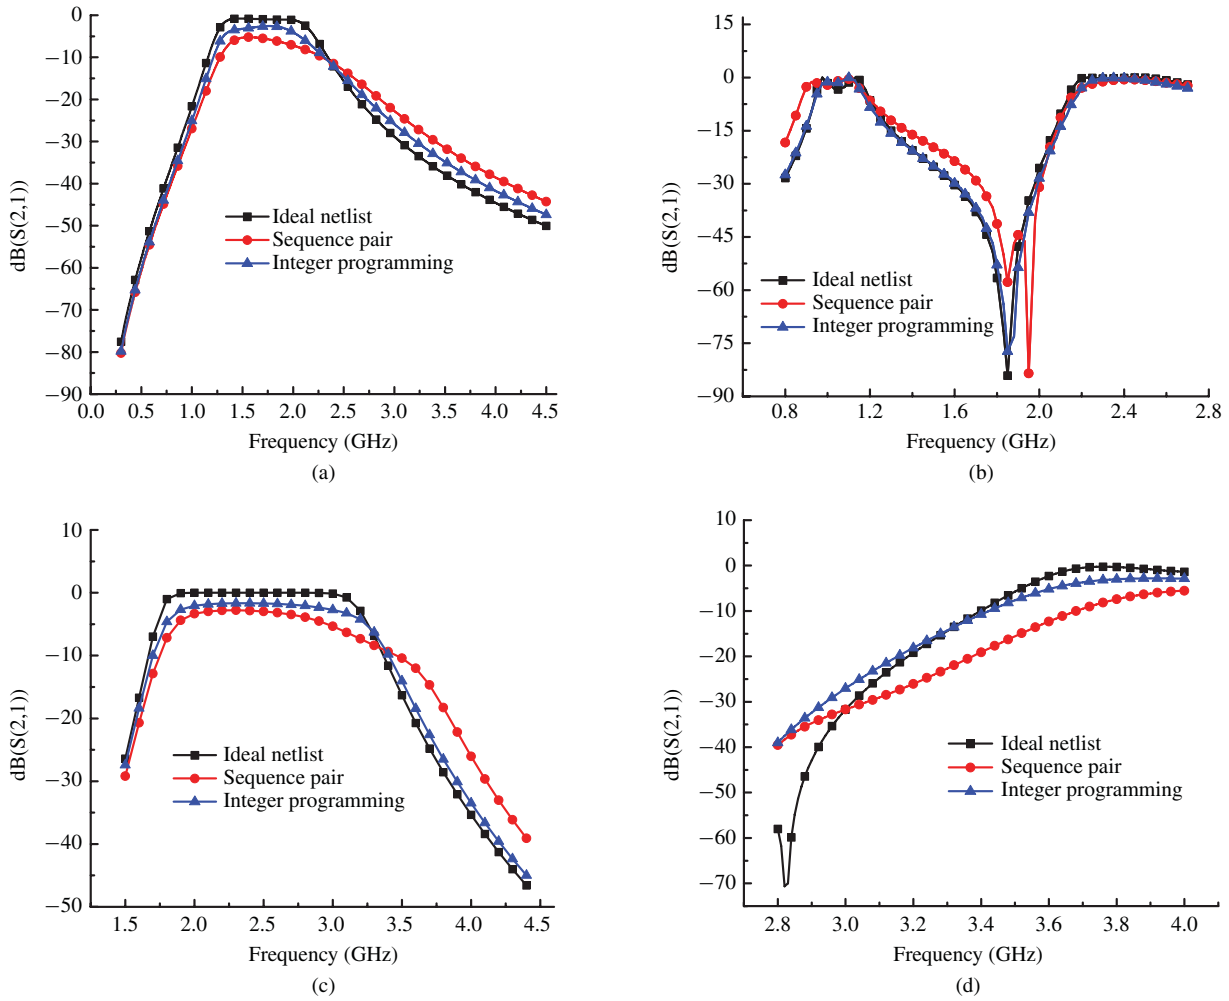 0
−10
−20
−30
−40
−50
−60
−70
−80
−90
dB(S(2,1))
Ideal netlist
Sequence pair
Integer programming
0.0 0.5 1.0 1.5 2.0 2.5 3.0 3.5 4.0 4.5
Frequency (GHz)
(a)
15
0
−15
−30
−45
−60
−75
−90
dB(S(2,1))
Ideal netlist
Sequence pair
Integer programming
0.8 1.2 1.6 2.0 2.4 2.8
Frequency (GHz)
(b)
10
0
−10
−20
−30
−40
−50
dB(S(2,1))
Ideal netlist
Sequence pair
Integer programming
1.5 2.0 2.5 3.0 3.5 4.0 4.5
Frequency (GHz)
(c)
10
0
−10
−20
−30
−40
−50
−60
−70
dB(S(2,1))
Ideal netlist
Sequence pair
Integer programming
2.8 3.0 3.2 3.4 3.6 3.8 4.0
Frequency (GHz)
(d)